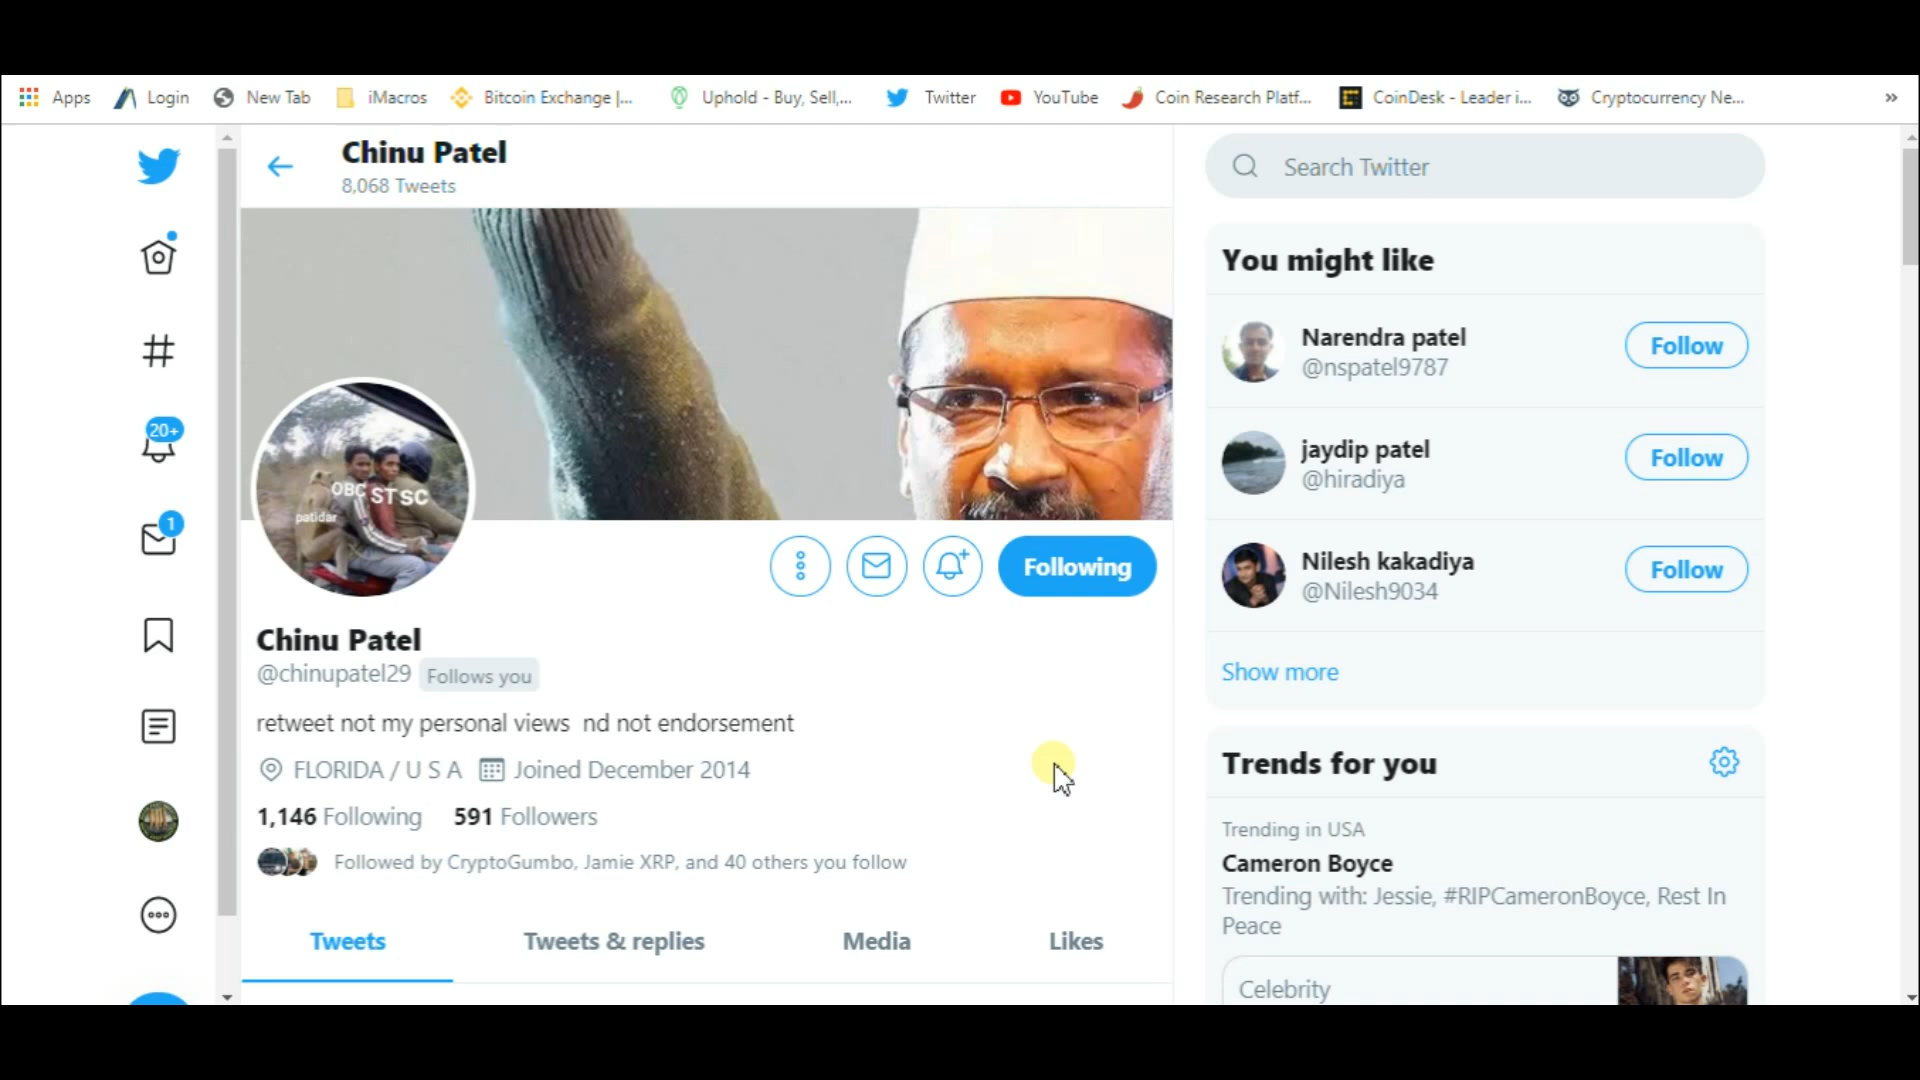 Apps Login New Tab iMacros Bitcoin Exchange |... Uphold - Buy, Sell,... Twitter YouTube Coin Research Platf... CoinDesk - Leader i... Cryptocurrency Ne... »
Chinu Patel
8,068 Tweets
20+
1
OBC ST SC
patidar
Following
Chinu Patel
@chinupatel29 Follows you
retweet not my personal views nd not endorsement
FLORIDA / U S A Joined December 2014
1,146 Following 591 Followers
Followed by CryptoGumbo, Jamie XRP, and 40 others you follow
Tweets Tweets & replies Media Likes
Search Twitter
You might like
Narendra patel
@nspatel9787
Follow
jaydip patel
@hiradiya
Follow
Nilesh kakadiya
@Nilesh9034
Follow
Show more
Trends for you
Trending in USA
Cameron Boyce
Trending with: Jessie, #RIPCameronBoyce, Rest In
Peace
Celebrity